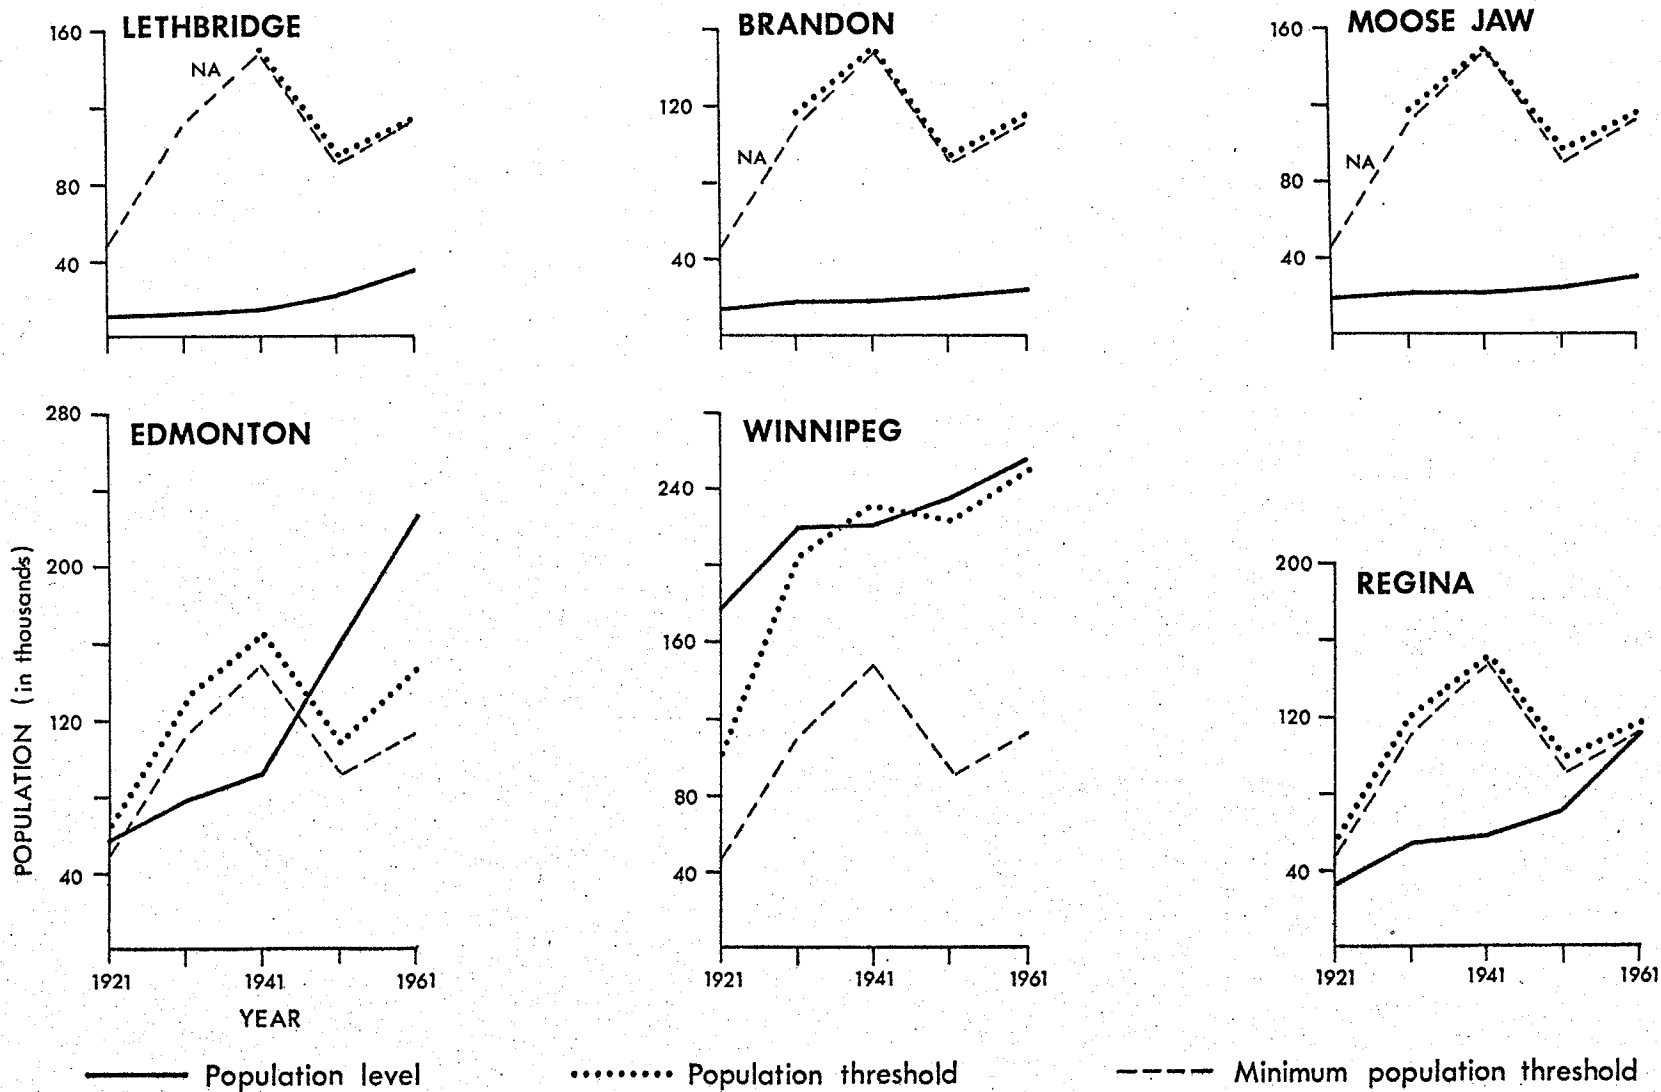 LETHBRIDGE
160
80
40
NA
BRANDON
120
40
NA
MOOSE JAW
160
80
40
NA
EDMONTON
280
200
120
40
POPULATION (in thousands)
1921 1941 1961
YEAR
WINNIPEG
240
160
80
40
1921 1941 1961
REGINA
200
120
40
1921 1941 1961
Population level
Population threshold
Minimum population threshold